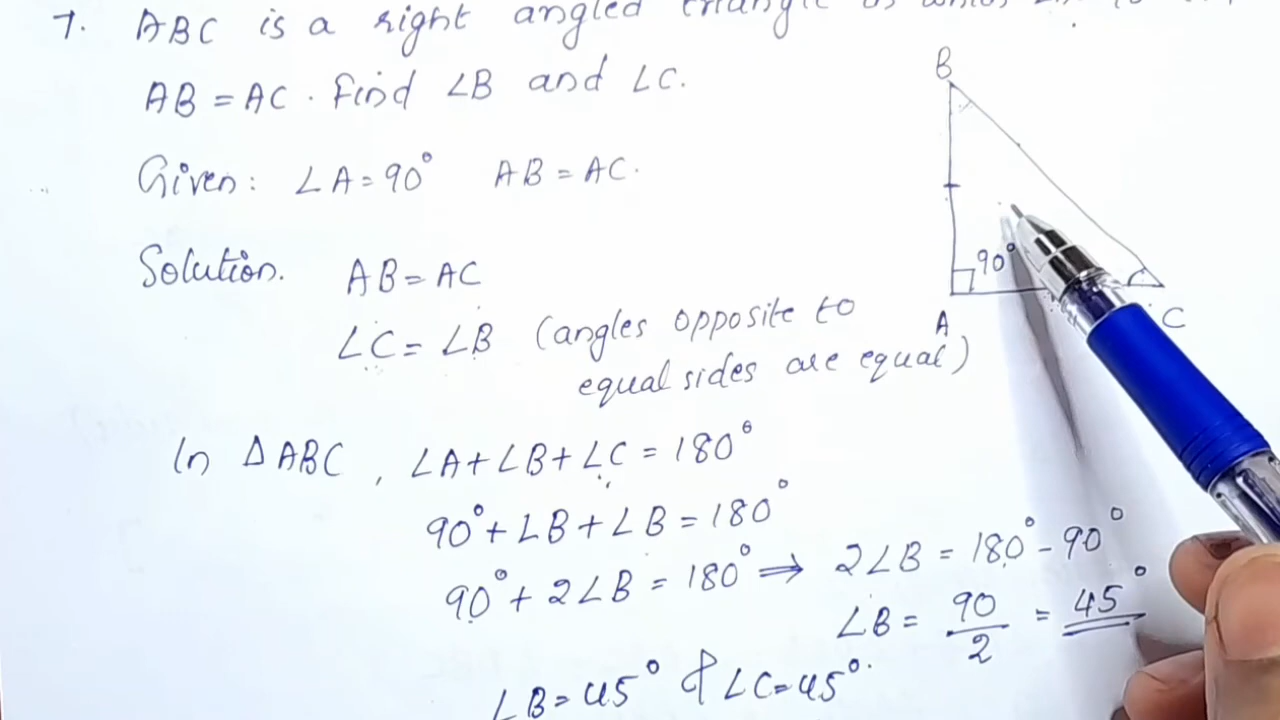 7. ABC is a right angled triangle
AB = AC. Find ∠B and ∠C.
Given: ∠A = 90° AB = AC.
Solution. AB = AC
∠C = ∠B (angles opposite to
equal sides are equal)
B
90°
A
C
In ΔABC, ∠A + ∠B + ∠C = 180°
90° + ∠B + ∠B = 180°
90° + 2∠B = 180° ⇒ 2∠B = 180° - 90°
∠B = 90/2 = 45°
∠B = 45° & ∠C = 45°.